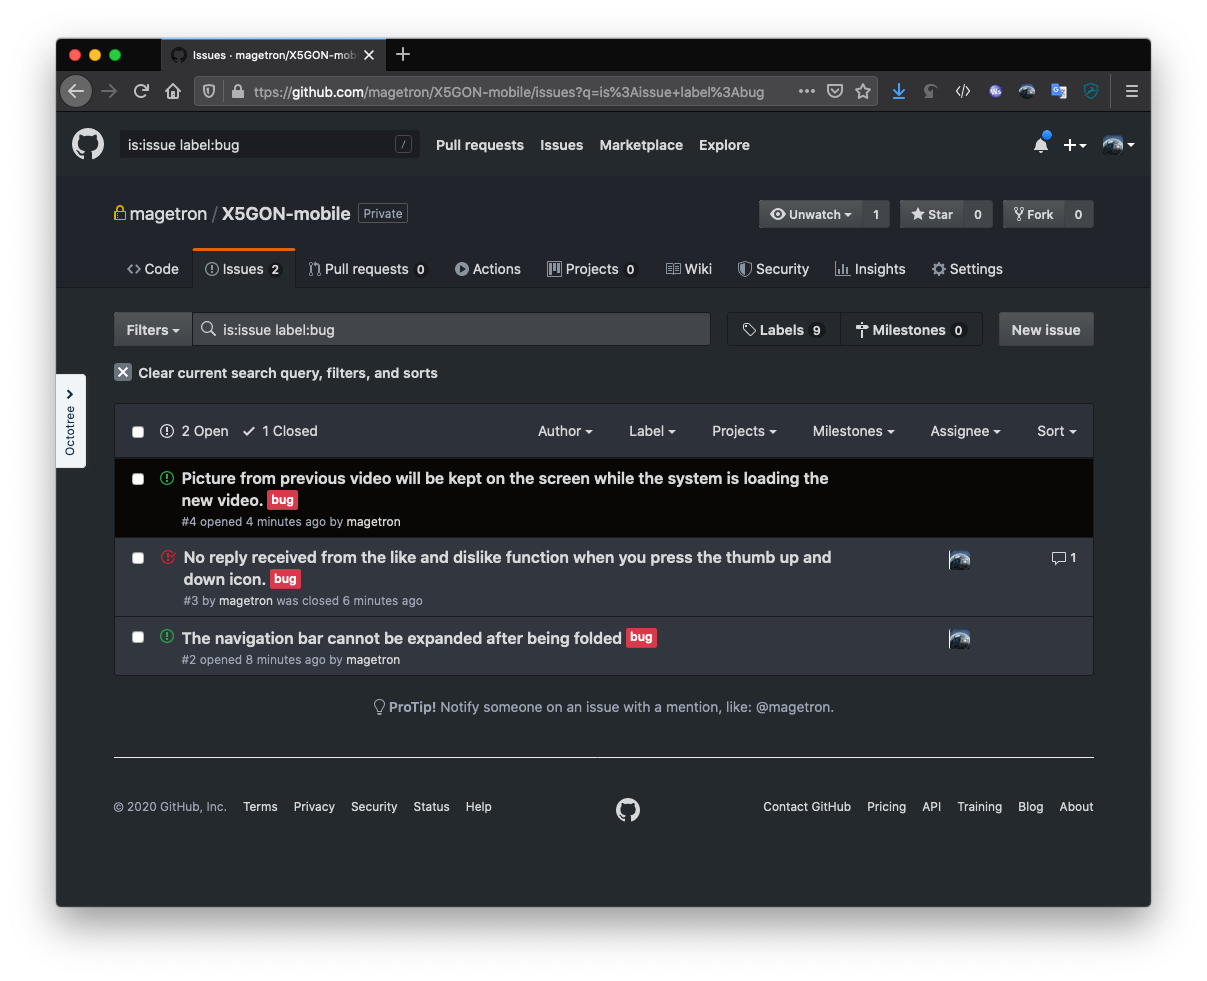 Issues · magetron/X5GON-mob
ttps://github.com/magetron/X5GON-mobile/issues?q=is%3Aissue+label%3Abug
is:issue label:bug /
Pull requests Issues Marketplace Explore
magetron / X5GON-mobile Private
Unwatch 1 Star 0 Fork 0
Code Issues 2 Pull requests 0 Actions Projects 0 Wiki Security Insights Settings
Filters is:issue label:bug Labels 9 Milestones 0 New issue
Clear current search query, filters, and sorts
Octotree
2 Open 1 Closed Author Label Projects Milestones Assignee Sort
Picture from previous video will be kept on the screen while the system is loading the
new video. bug
#4 opened 4 minutes ago by magetron
No reply received from the like and dislike function when you press the thumb up and
down icon. bug
1
#3 by magetron was closed 6 minutes ago
The navigation bar cannot be expanded after being folded bug
#2 opened 8 minutes ago by magetron
ProTip! Notify someone on an issue with a mention, like: @magetron.
© 2020 GitHub, Inc. Terms Privacy Security Status Help Contact GitHub Pricing API Training Blog About